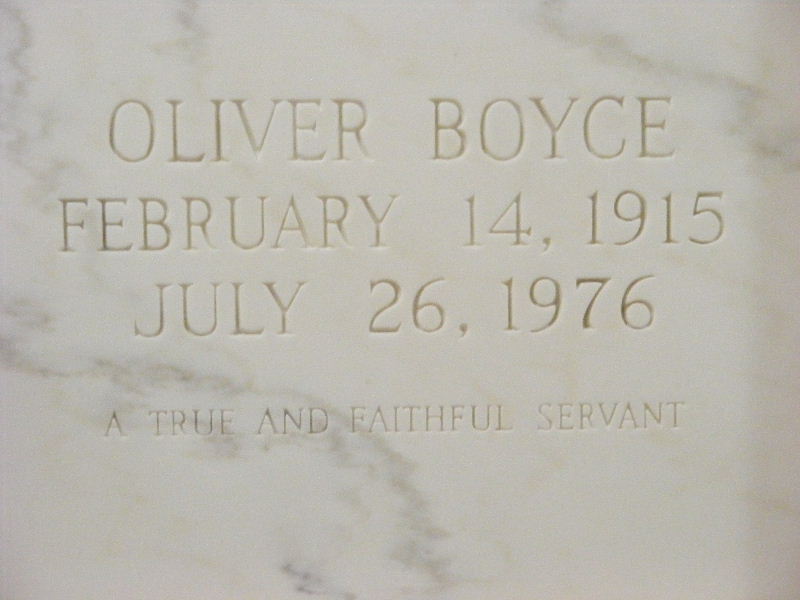 OLIVER BOYCE
FEBRUARY 14, 1915
JULY 26, 1976
A TRUE AND FAITHFUL SERVANT